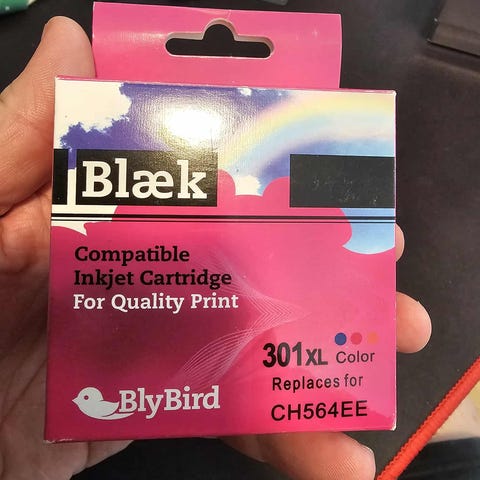 Blæk
Compatible
Inkjet Cartridge
For Quality Print
301XL Color
Replaces for
CH564EE
BlyBird